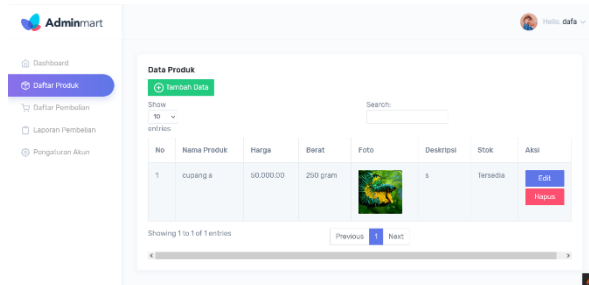 Adminmart
Hello, dafa
Dashboard
Daftar Produk
Daftar Pembelian
Laporan Pembelian
Pengaturan Akun
Data Produk
Tambah Data
Show
10
entries
Search:
No Nama Produk Harga Berat Foto Deskripsi Stok Aksi
1 cupang a 50,000.00 250 gram s Tersedia Edit
Hapus
Showing 1 to 1 of 1 entries
Previous 1 Next